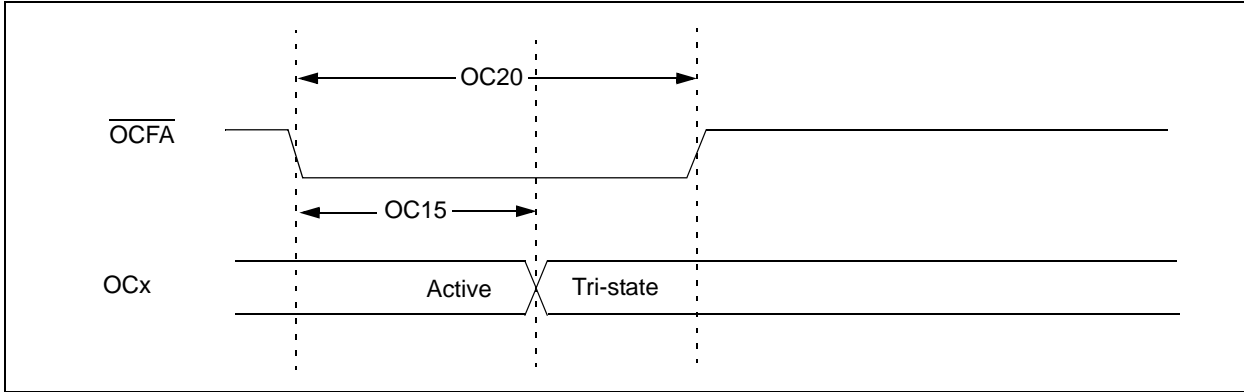 OC20
OCFA
OC15
OCx
Active
Tri-state